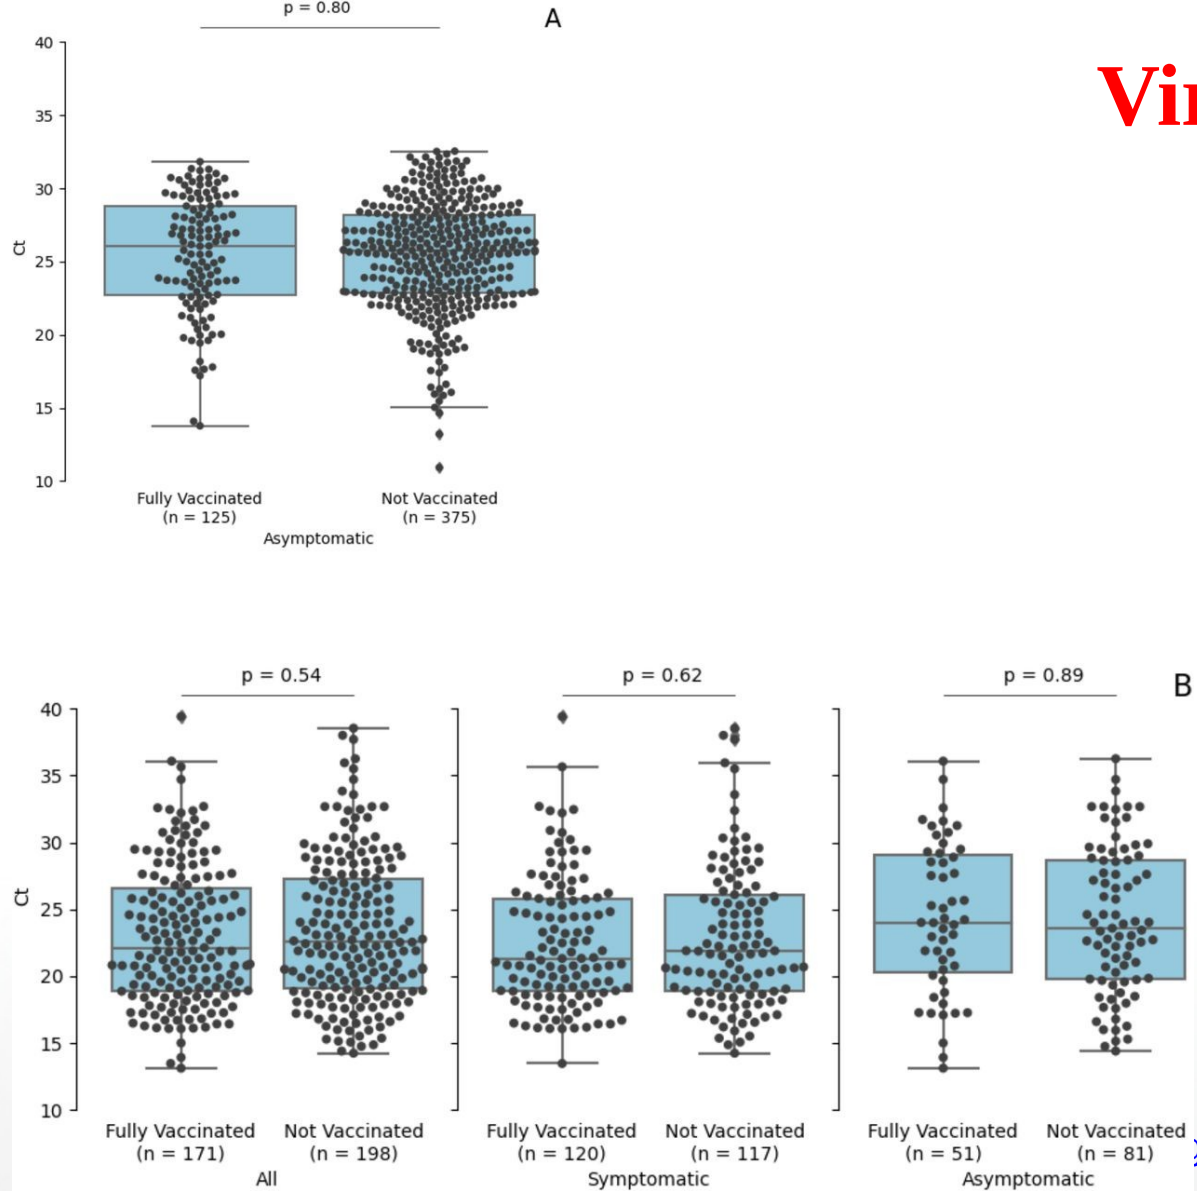 p = 0.80
A
Vir
40
35
30
25
20
15
10
Ct
Fully Vaccinated
(n = 125)
Not Vaccinated
(n = 375)
Asymptomatic
p = 0.54
p = 0.62
p = 0.89
B
40
35
30
25
20
15
10
Ct
Fully Vaccinated
(n = 171)
Not Vaccinated
(n = 198)
All
Fully Vaccinated
(n = 120)
Not Vaccinated
(n = 117)
Symptomatic
Fully Vaccinated
(n = 51)
Not Vaccinated
(n = 81)
Asymptomatic